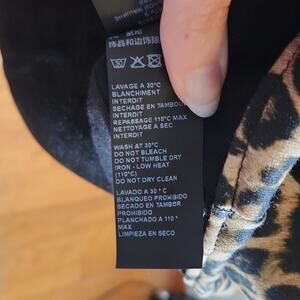 LAVAGE A 30°C
BLANCHIMENT
INTERDIT
SECHAGE EN TAMBOU
INTERDIT
REPASSAGE 110°C MAX
NETTOYAGE A SEC
INTERDIT
WASH AT 30°C
DO NOT BLEACH
DO NOT TUMBLE DRY
IRON - LOW HEAT
(110°C)
DO NOT DRY CLEAN
LAVADO A 30 °C
BLANQUEO PROHIBIDO
SECADO EN TAMBOR
PROHIBIDO
PLANCHADO A 110 °
MAX
LIMPIEZA EN SECO